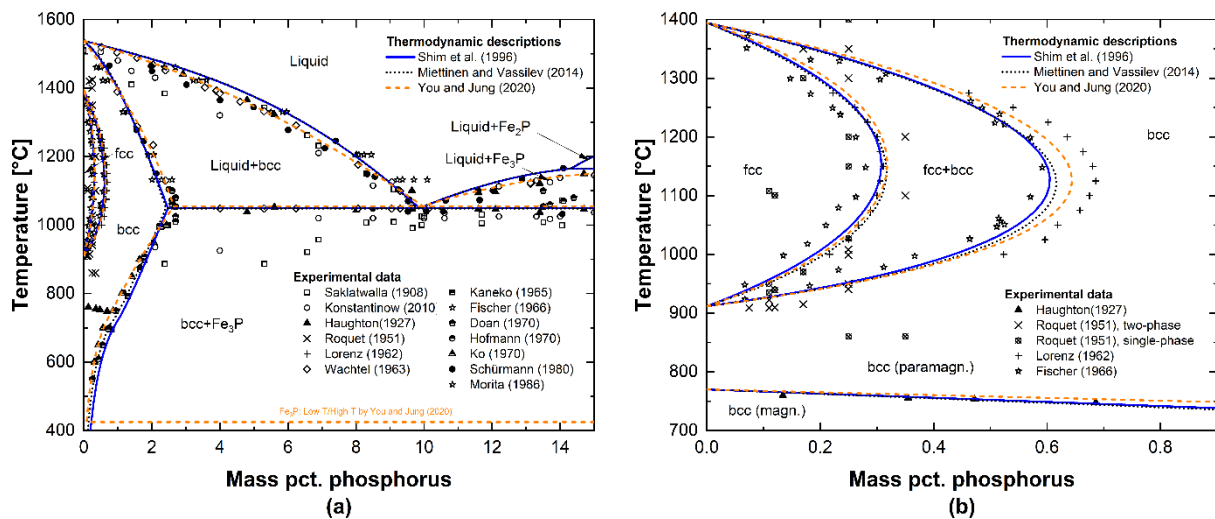 1600
1400
1200
1000
800
600
400
Temperature [°C]
Liquid
Thermodynamic descriptions
Shim et al. (1996)
Miettinen and Vassilev (2014)
You and Jung (2020)
Liquid+Fe2P
Liquid+Fe3P
fcc
Liquid+bcc
bcc
bcc+Fe3P
Experimental data
Saklatwalla (1908)
Konstantinow (2010)
Haughton(1927)
Roquet (1951)
Lorenz (1962)
Wachtel (1963)
Kaneko (1965)
Fischer (1966)
Doan (1970)
Hofmann (1970)
Ko (1970)
Schürmann (1980)
Morita (1986)
Fe3P: Low T/High T by You and Jung (2020)
0 2 4 6 8 10 12 14
Mass pct. phosphorus
(a)
1400
1300
1200
1100
1000
900
800
700
Temperature [°C]
Thermodynamic descriptions
Shim et al. (1996)
Miettinen and Vassilev (2014)
You and Jung (2020)
bcc
fcc
fcc+bcc
Experimental data
Haughton(1927)
Roquet (1951), two-phase
Roquet (1951), single-phase
Lorenz (1962)
Fischer (1966)
bcc (paramagn.)
bcc (magn.)
0.0 0.2 0.4 0.6 0.8
Mass pct. phosphorus
(b)